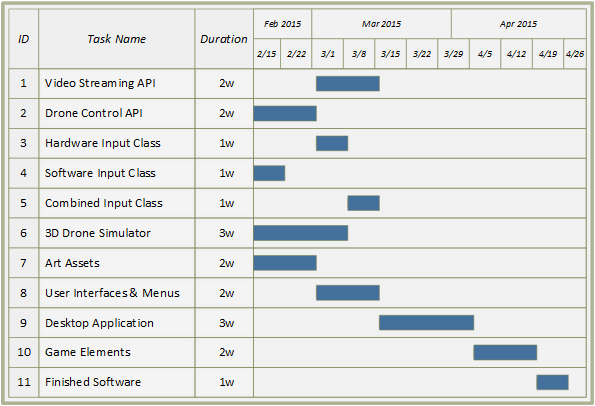 ID Task Name Duration Feb 2015 Mar 2015 Apr 2015
2/15 2/22 3/1 3/8 3/15 3/22 3/29 4/5 4/12 4/19 4/26
1 Video Streaming API 2w
2 Drone Control API 2w
3 Hardware Input Class 1w
4 Software Input Class 1w
5 Combined Input Class 1w
6 3D Drone Simulator 3w
7 Art Assets 2w
8 User Interfaces & Menus 2w
9 Desktop Application 3w
10 Game Elements 2w
11 Finished Software 1w